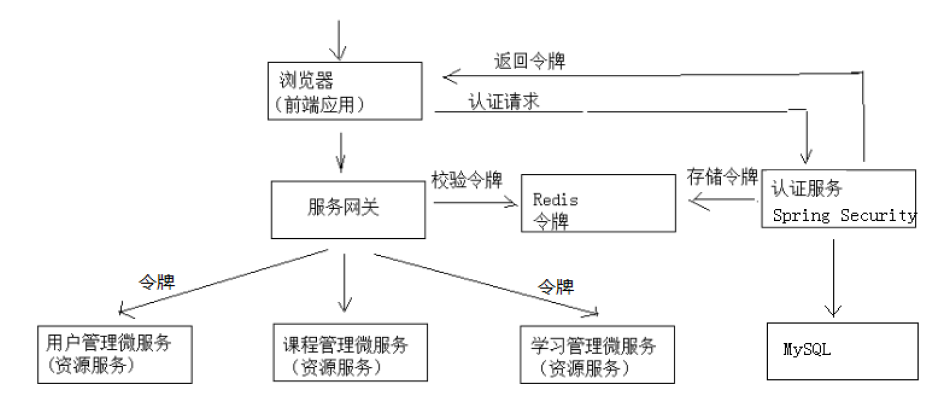 返回令牌
浏览器
(前端应用)
认证请求
校验令牌
存储令牌
服务网关
Redis
令牌
认证服务
Spring Security
令牌
令牌
用户管理微服务
(资源服务)
课程管理微服务
(资源服务)
学习管理微服务
(资源服务)
MySQL